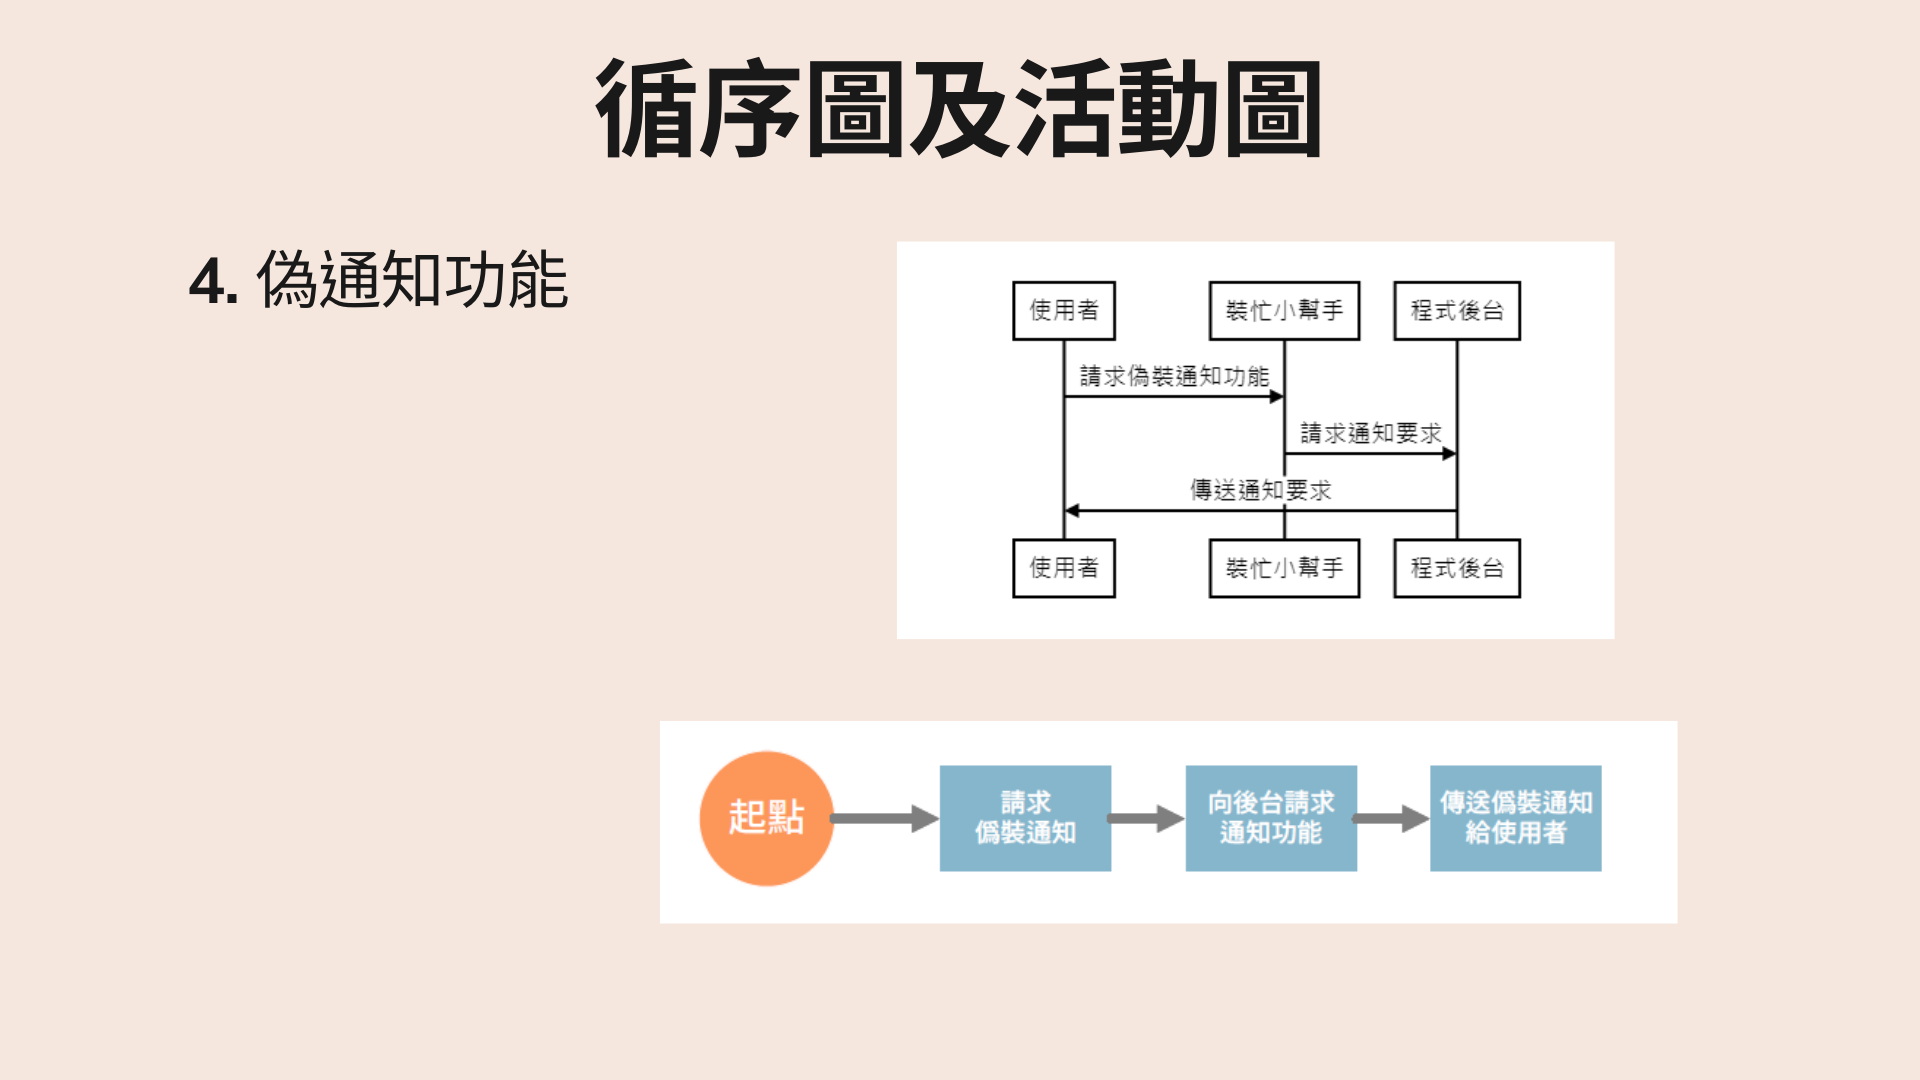 循序圖及活動圖
4. 偽通知功能
使用者
裝忙小幫手
程式後台
請求偽裝通知功能
請求通知要求
傳送通知要求
使用者
裝忙小幫手
程式後台
起點
請求
偽裝通知
向後台請求
通知功能
傳送偽裝通知
給使用者